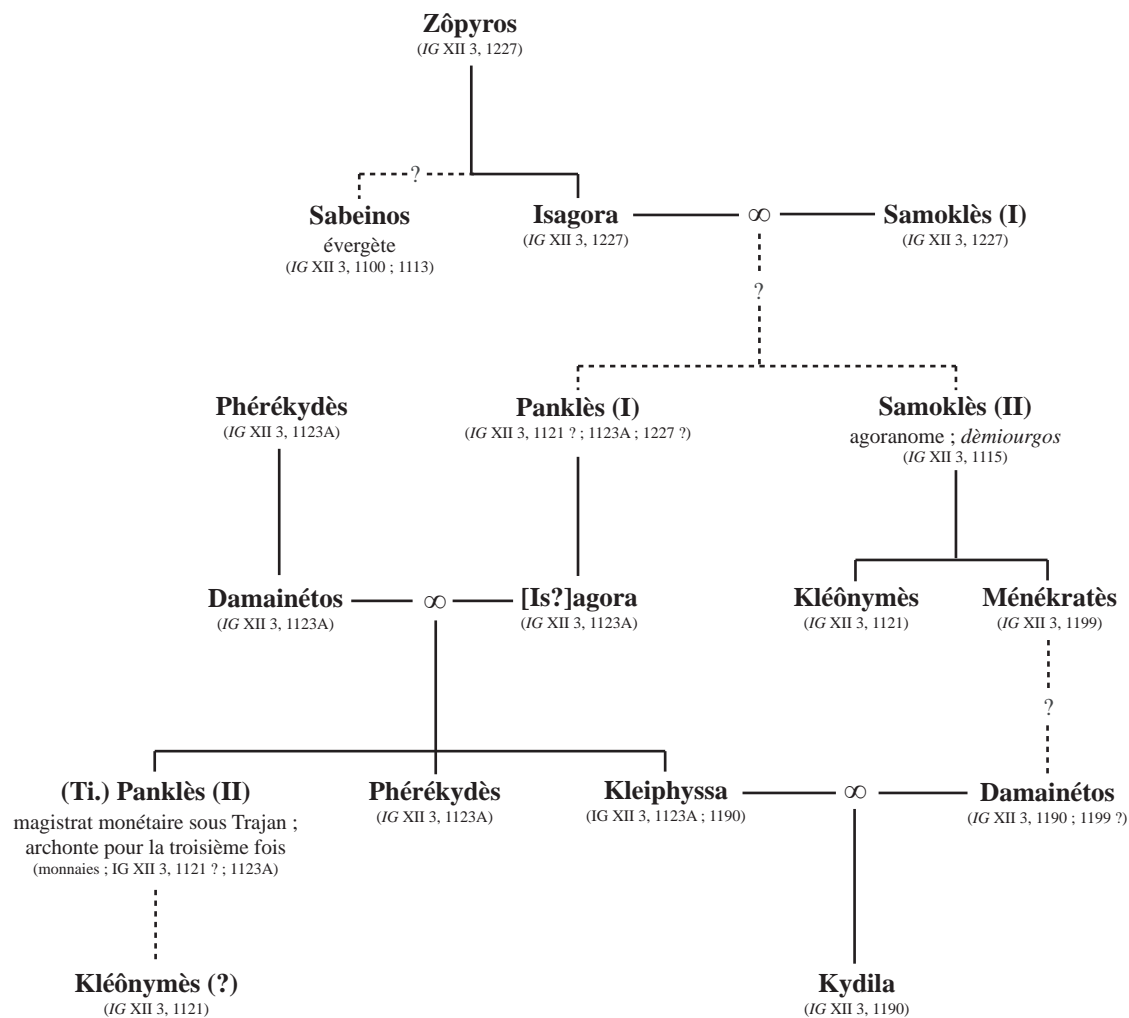 Zôpyros
(IG XII 3, 1227)
?
Sabeinos
évergète
(IG XII 3, 1100 ; 1113)
Isagora
(IG XII 3, 1227)
∞
Samoklès (I)
(IG XII 3, 1227)
?
Phérékydès
(IG XII 3, 1123A)
Panklès (I)
(IG XII 3, 1121 ? ; 1123A ; 1227 ?)
Samoklès (II)
agoranome ; dèmiourgos
(IG XII 3, 1115)
Damainétos
(IG XII 3, 1123A)
∞
[Is?]agora
(IG XII 3, 1123A)
Kléônymès
(IG XII 3, 1121)
Ménékratès
(IG XII 3, 1199)
?
(Ti.) Panklès (II)
magistrat monétaire sous Trajan ;
archonte pour la troisième fois
(monnaies ; IG XII 3, 1121 ? ; 1123A)
Phérékydès
(IG XII 3, 1123A)
Kleiphyssa
(IG XII 3, 1123A ; 1190)
∞
Damainétos
(IG XII 3, 1190 ; 1199 ?)
Kléônymès (?)
(IG XII 3, 1121)
Kydila
(IG XII 3, 1190)